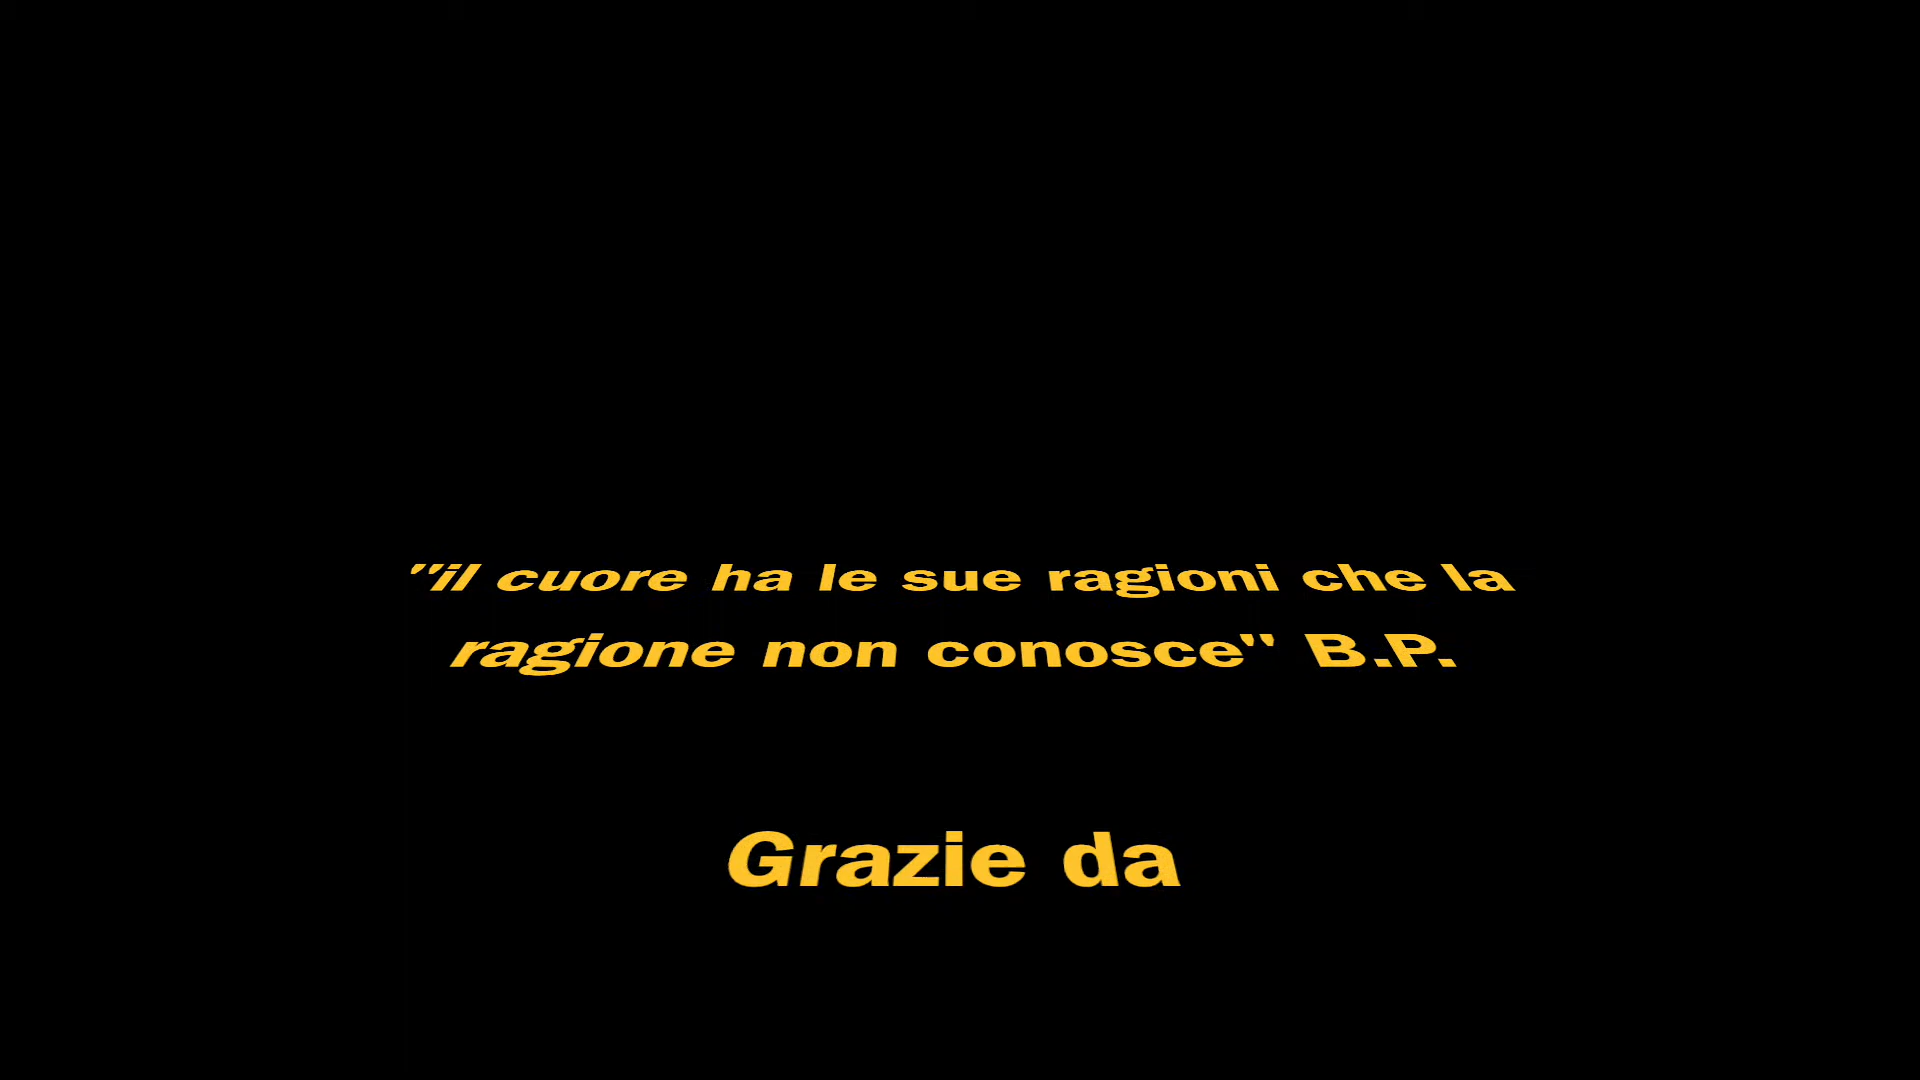 "il cuore ha le sue ragioni che la
ragione non conosce" B.P.
Grazie da